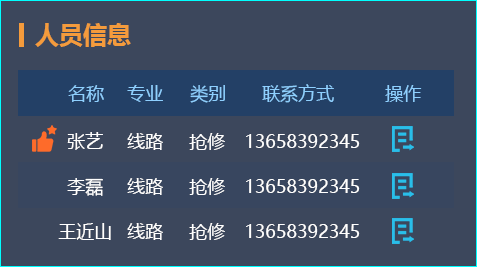 人员信息
名称 专业 类别 联系方式 操作
张艺 线路 抢修 13658392345
李磊 线路 抢修 13658392345
王近山 线路 抢修 13658392345